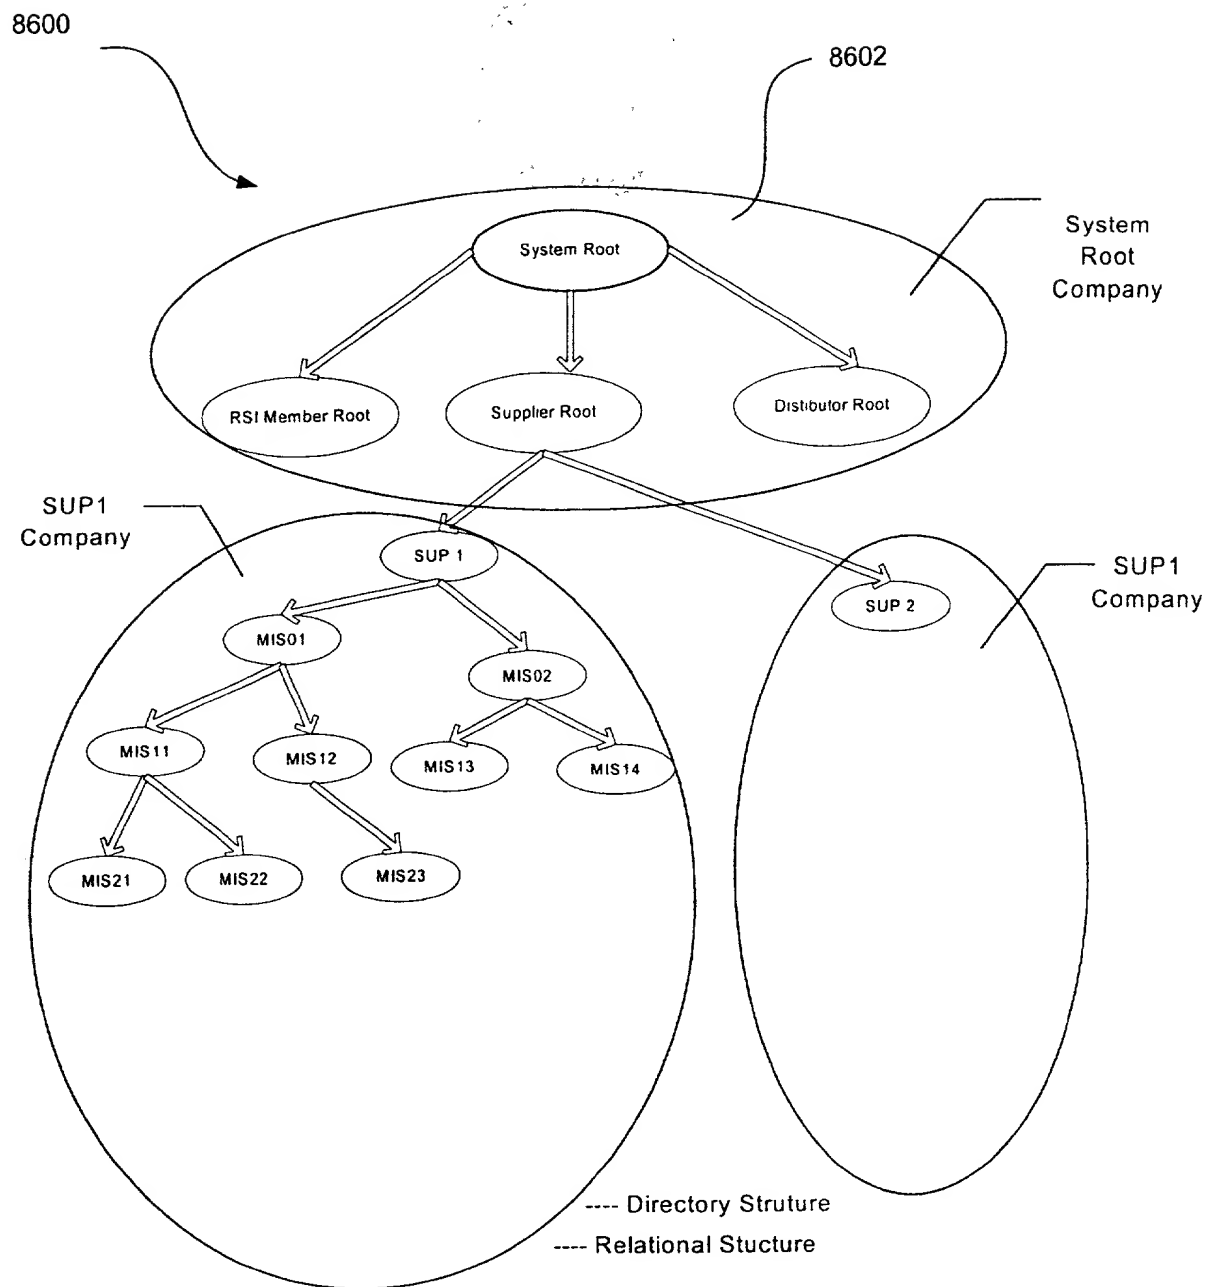 8600
8602
System Root
System
Root
Company
RSI Member Root
Supplier Root
Distibutor Root
SUP1
Company
SUP 1
SUP 2
SUP1
Company
MIS01
MIS02
MIS11
MIS12
MIS13
MIS14
MIS21
MIS22
MIS23
---- Directory Struture
---- Relational Stucture